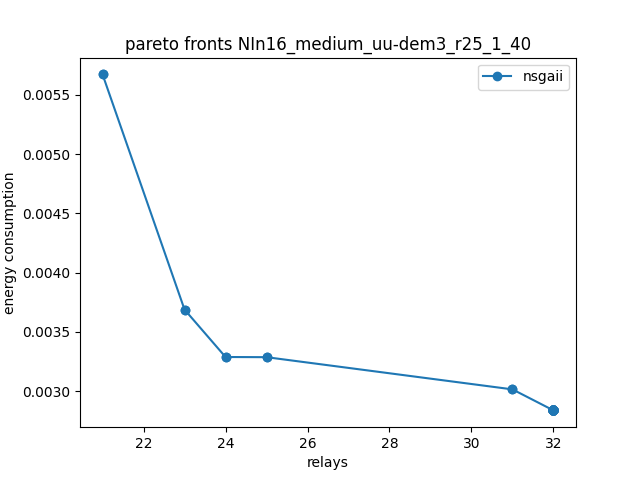 pareto fronts NIn16_medium_uu-dem3_r25_1_40
nsgaii
energy consumption
0.0055
0.0050
0.0045
0.0040
0.0035
0.0030
22 24 26 28 30 32
relays